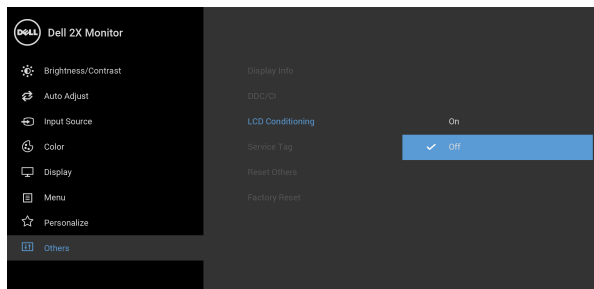 DELL
Dell 2X Monitor
Brightness/Contrast
Auto Adjust
Input Source
Color
Display
Menu
Personalize
Others
Display Info
DDC/CI
LCD Conditioning
Service Tag
Reset Others
Factory Reset
On
Off